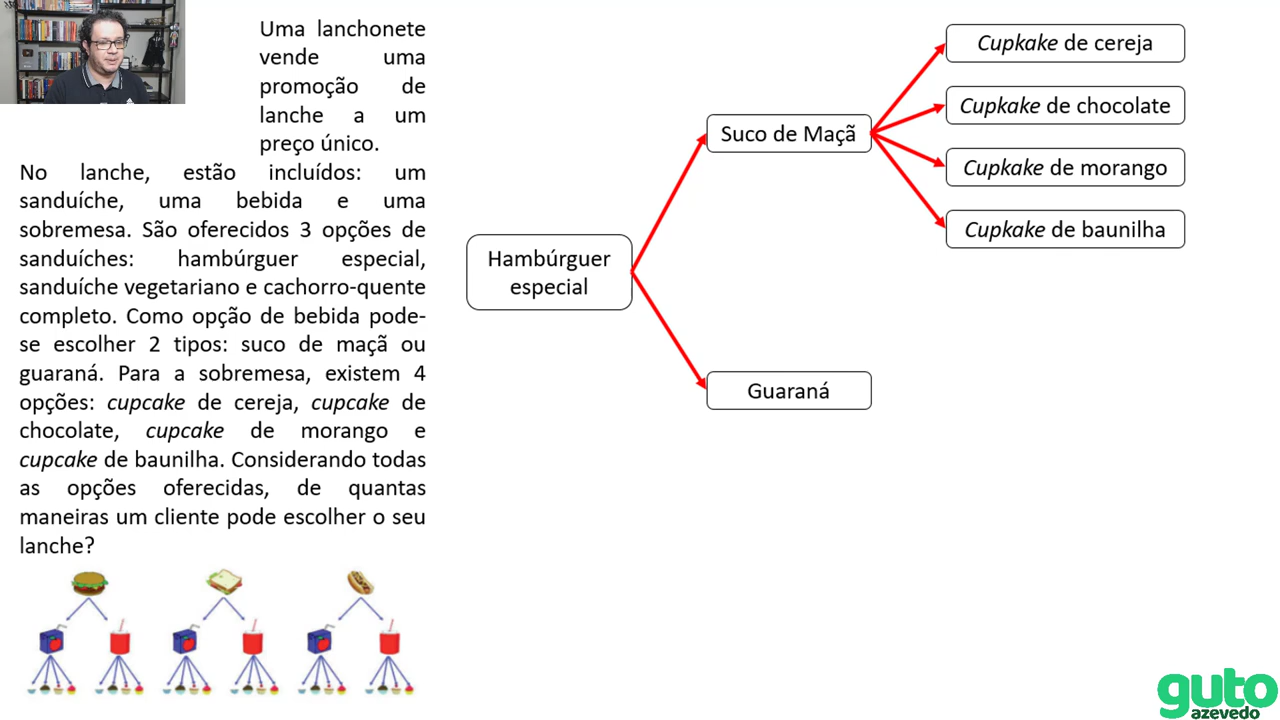 Uma lanchonete
vende uma
promoção de
lanche a um
preço único.
No lanche, estão incluídos: um
sanduíche, uma bebida e uma
sobremesa. São oferecidos 3 opções de
sanduíches: hambúrguer especial,
sanduíche vegetariano e cachorro-quente
completo. Como opção de bebida pode-
se escolher 2 tipos: suco de maçã ou
guaraná. Para a sobremesa, existem 4
opções: cupcake de cereja, cupcake de
chocolate, cupcake de morango e
cupcake de baunilha. Considerando todas
as opções oferecidas, de quantas
maneiras um cliente pode escolher o seu
lanche?
Hambúrguer
especial
Suco de Maçã
Guaraná
Cupkake de cereja
Cupkake de chocolate
Cupkake de morango
Cupkake de baunilha
guto
azevedo